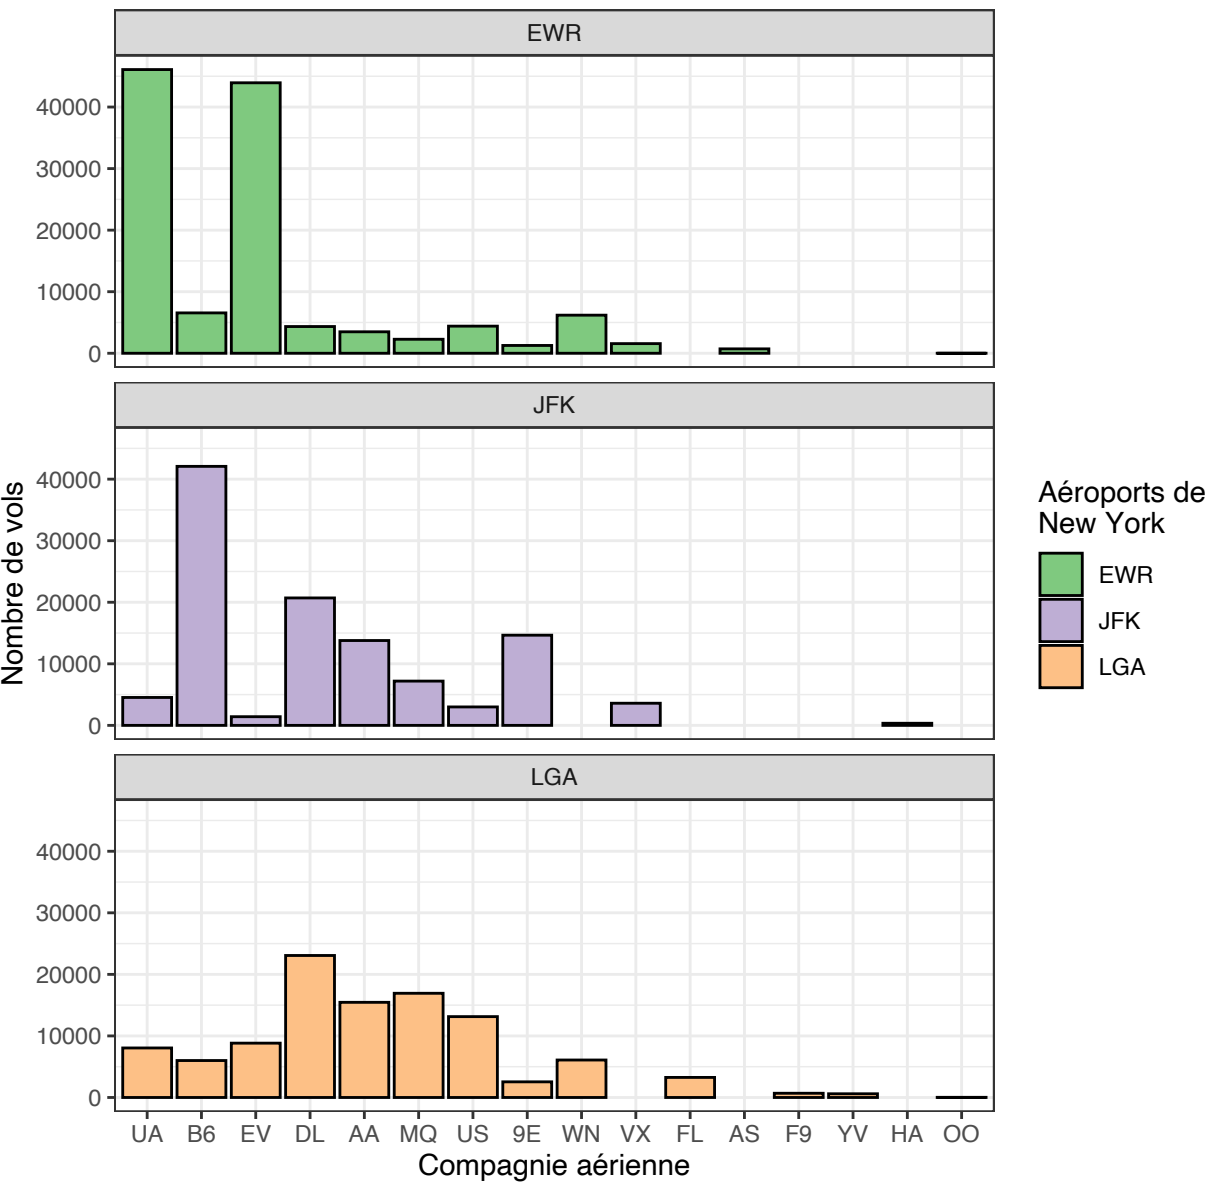 EWR
40000
30000
20000
10000
0
JFK
40000
30000
20000
10000
0
LGA
40000
30000
20000
10000
0
UA B6 EV DL AA MQ US 9E WN VX FL AS F9 YV HA OO
Compagnie aérienne
Nombre de vols
Aéroports de
New York
EWR
JFK
LGA